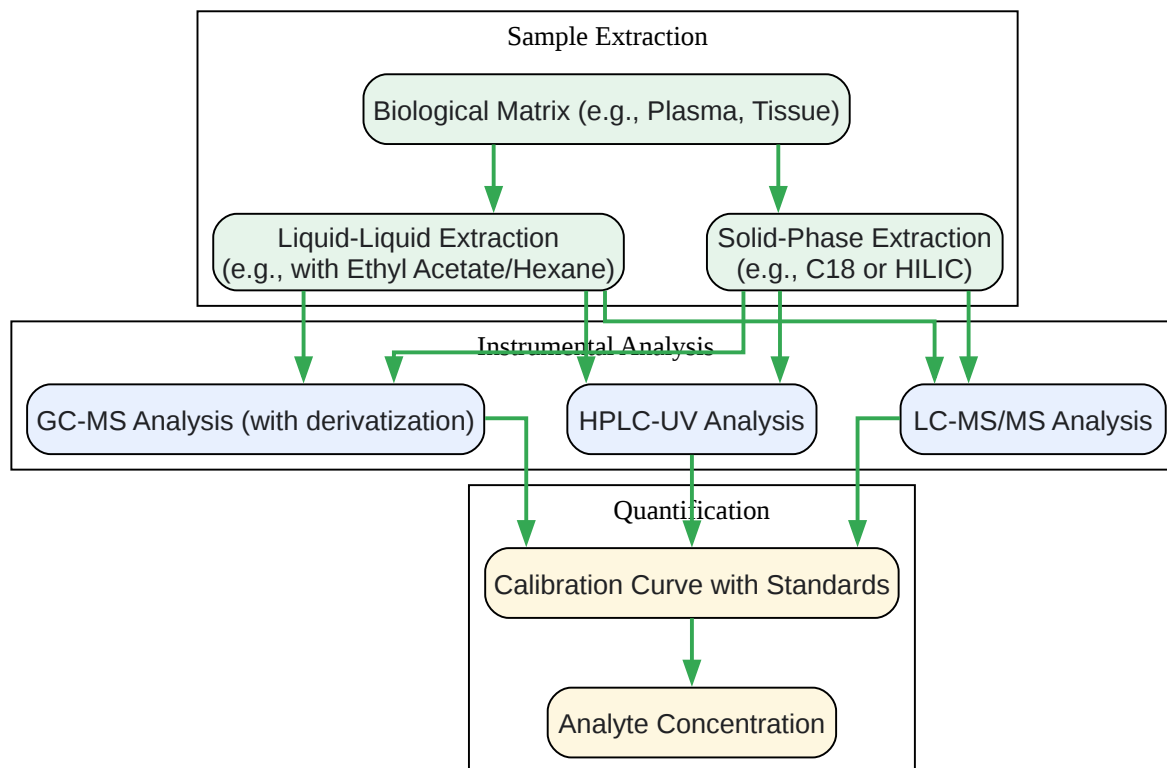 Sample Extraction
Biological Matrix (e.g., Plasma, Tissue)
Liquid-Liquid Extraction
(e.g., with Ethyl Acetate/Hexane)
Solid-Phase Extraction
(e.g., C18 or HILIC)
Instrumental Analysis
GC-MS Analysis (with derivatization)
HPLC-UV Analysis
LC-MS/MS Analysis
Quantification
Calibration Curve with Standards
Analyte Concentration